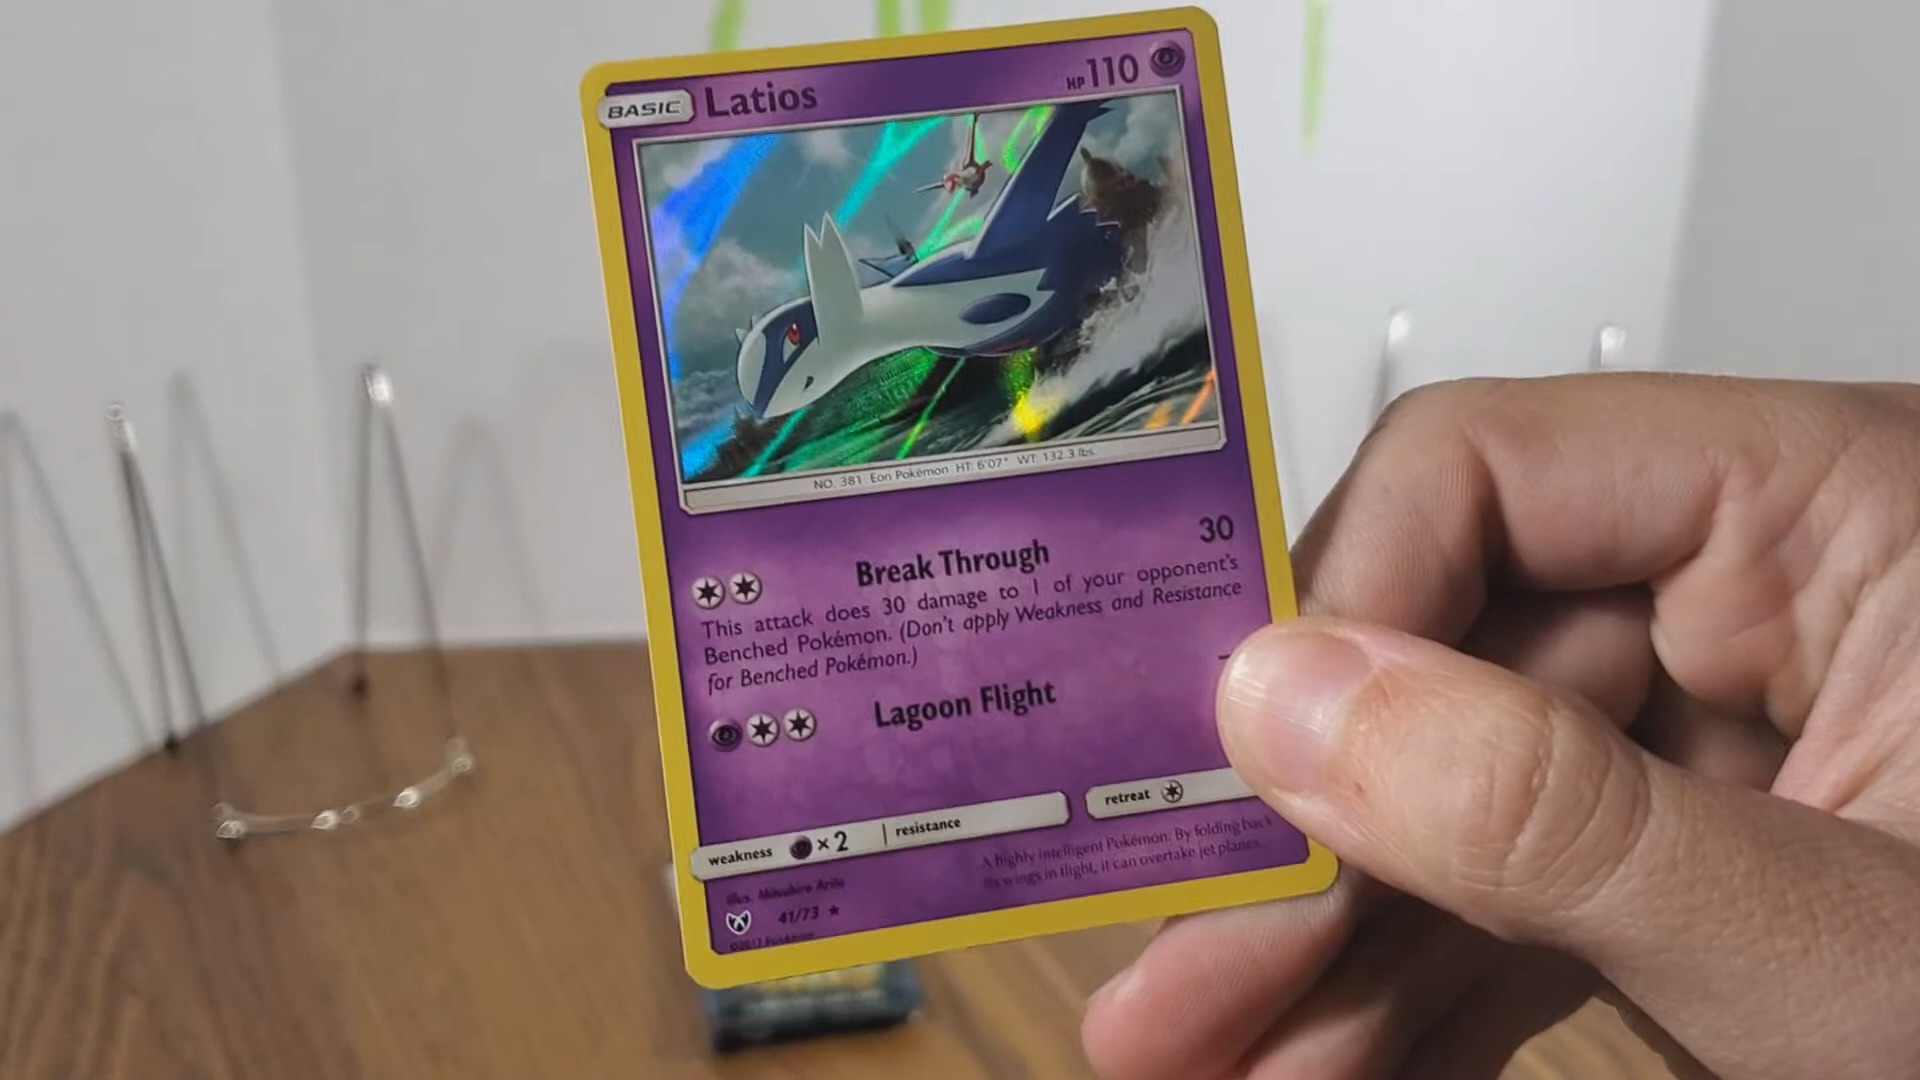 BASIC Latios HP 110
NO. 381 Eon Pokémon HT: 6'07" WT: 132.3 lbs.
Break Through 30
This attack does 30 damage to 1 of your opponent's
Benched Pokémon. (Don't apply Weakness and Resistance
for Benched Pokémon.)
Lagoon Flight
weakness ×2 resistance
retreat
A highly intelligent Pokémon. By folding back
its wings in flight, it can overtake jet planes.
Illus. Mitsuhiro Arita
41/73
©2017 Pokémon